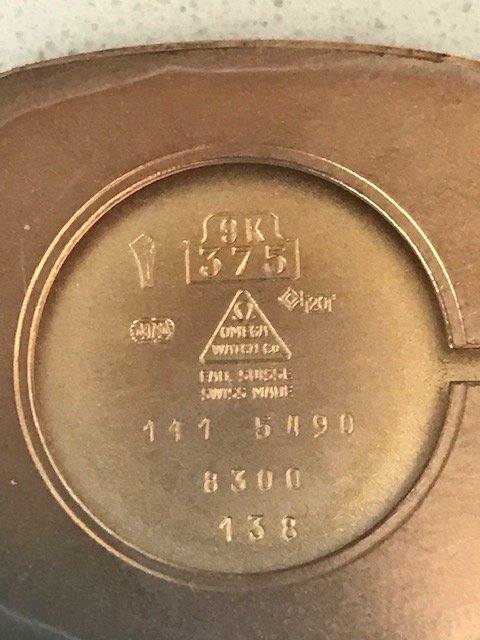 9K
375
Ω
OMEGA
WATCH Co
FAB. SUISSE
SWISS MADE
111 5490
8300
138